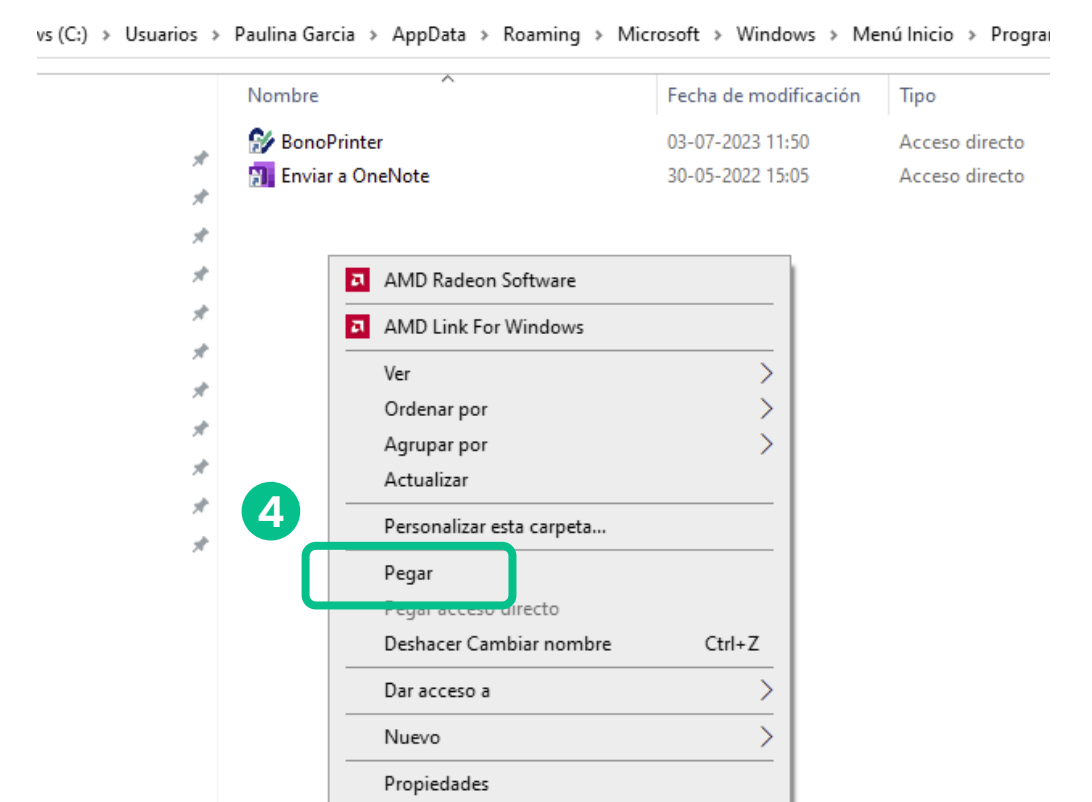 vs (C:) > Usuarios > Paulina Garcia > AppData > Roaming > Microsoft > Windows > Menú Inicio > Progra
Nombre Fecha de modificación Tipo
BonoPrinter 03-07-2023 11:50 Acceso directo
Enviar a OneNote 30-05-2022 15:05 Acceso directo
AMD Radeon Software
AMD Link For Windows
Ver
Ordenar por
Agrupar por
Actualizar
4
Personalizar esta carpeta...
Pegar
Pegar acceso directo
Deshacer Cambiar nombre Ctrl+Z
Dar acceso a
Nuevo
Propiedades